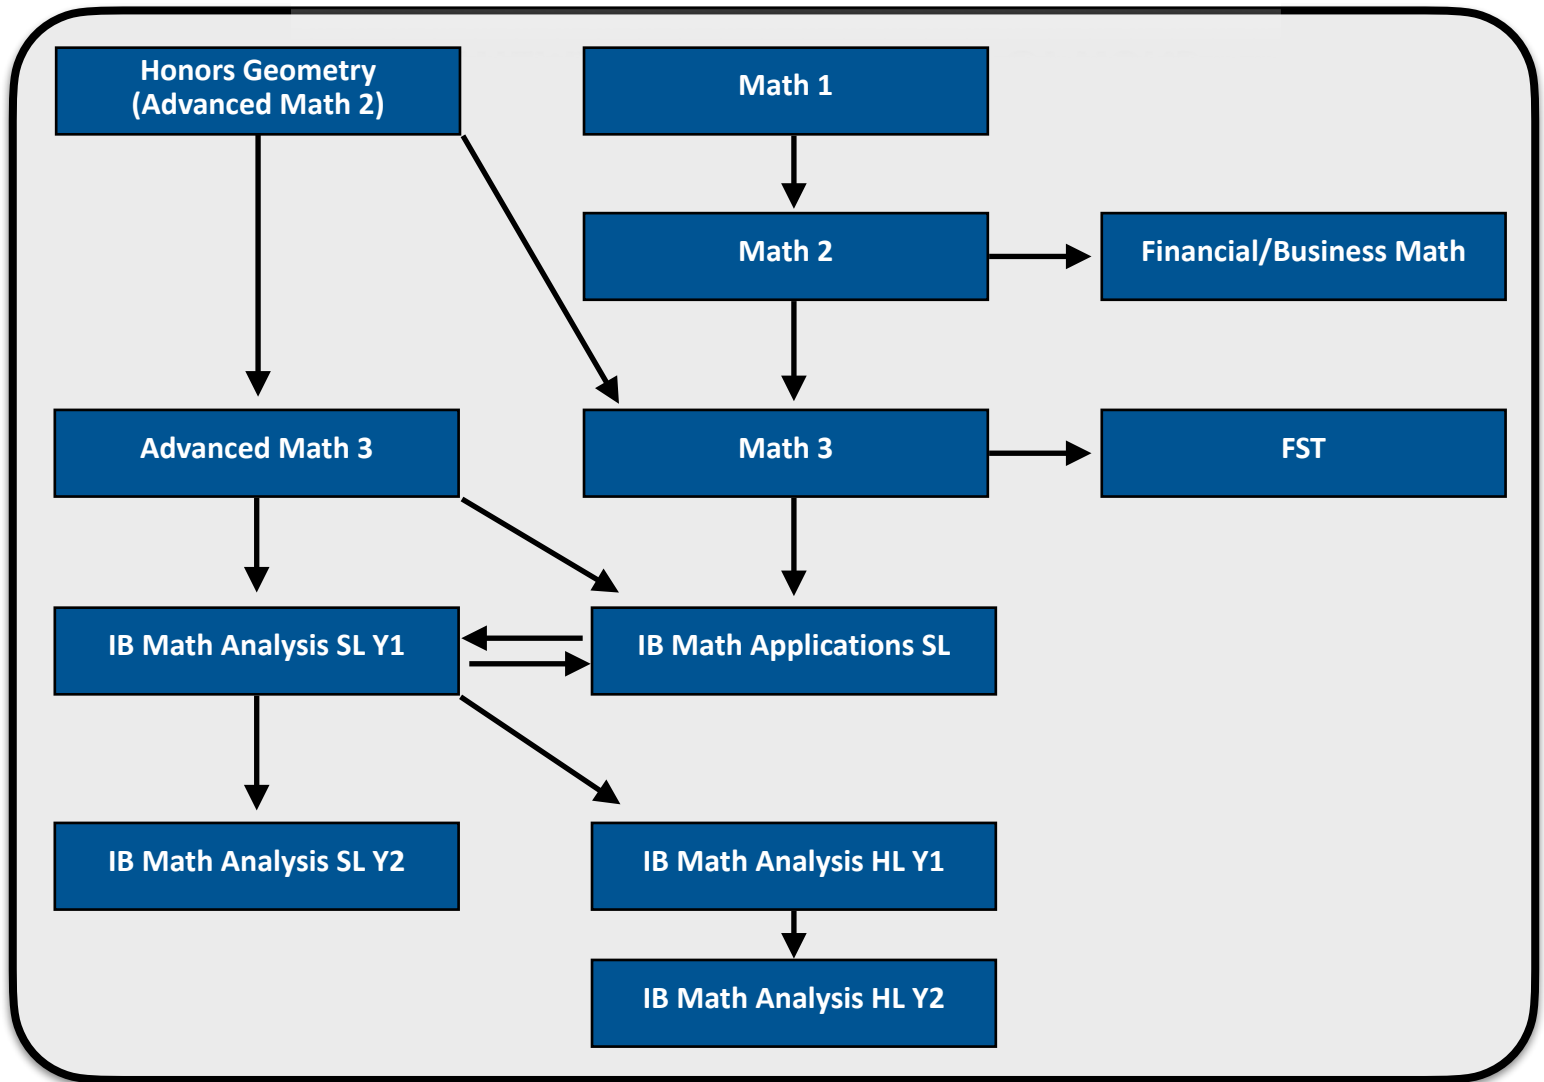 Honors Geometry
(Advanced Math 2)
Math 1
Math 2
Financial/Business Math
Advanced Math 3
Math 3
FST
IB Math Analysis SL Y1
IB Math Applications SL
IB Math Analysis SL Y2
IB Math Analysis HL Y1
IB Math Analysis HL Y2